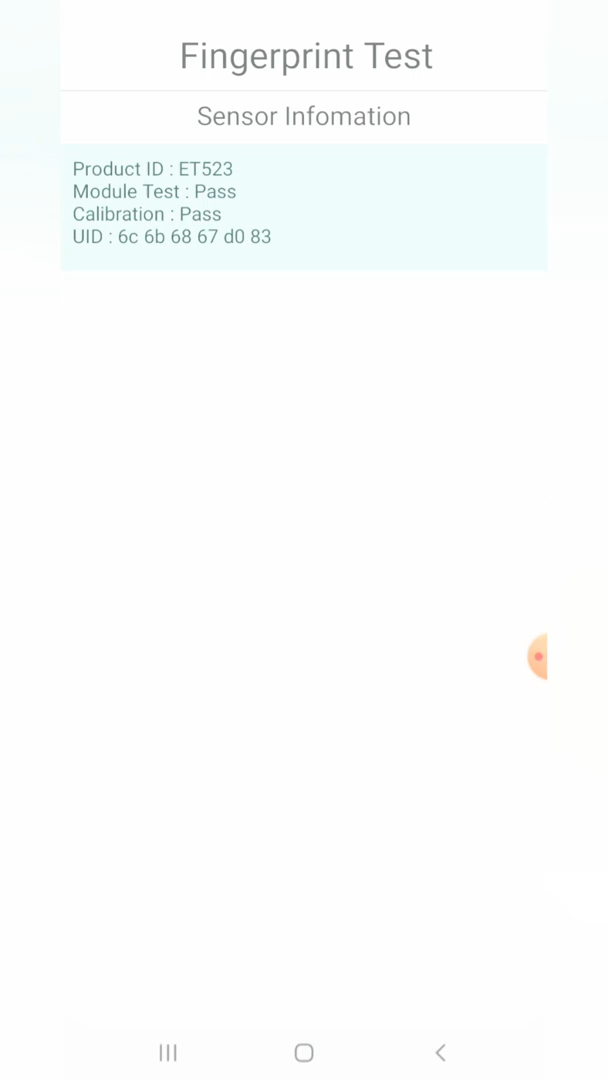 Fingerprint Test
Sensor Infomation
Product ID : ET523
Module Test : Pass
Calibration : Pass
UID : 6c 6b 68 67 d0 83